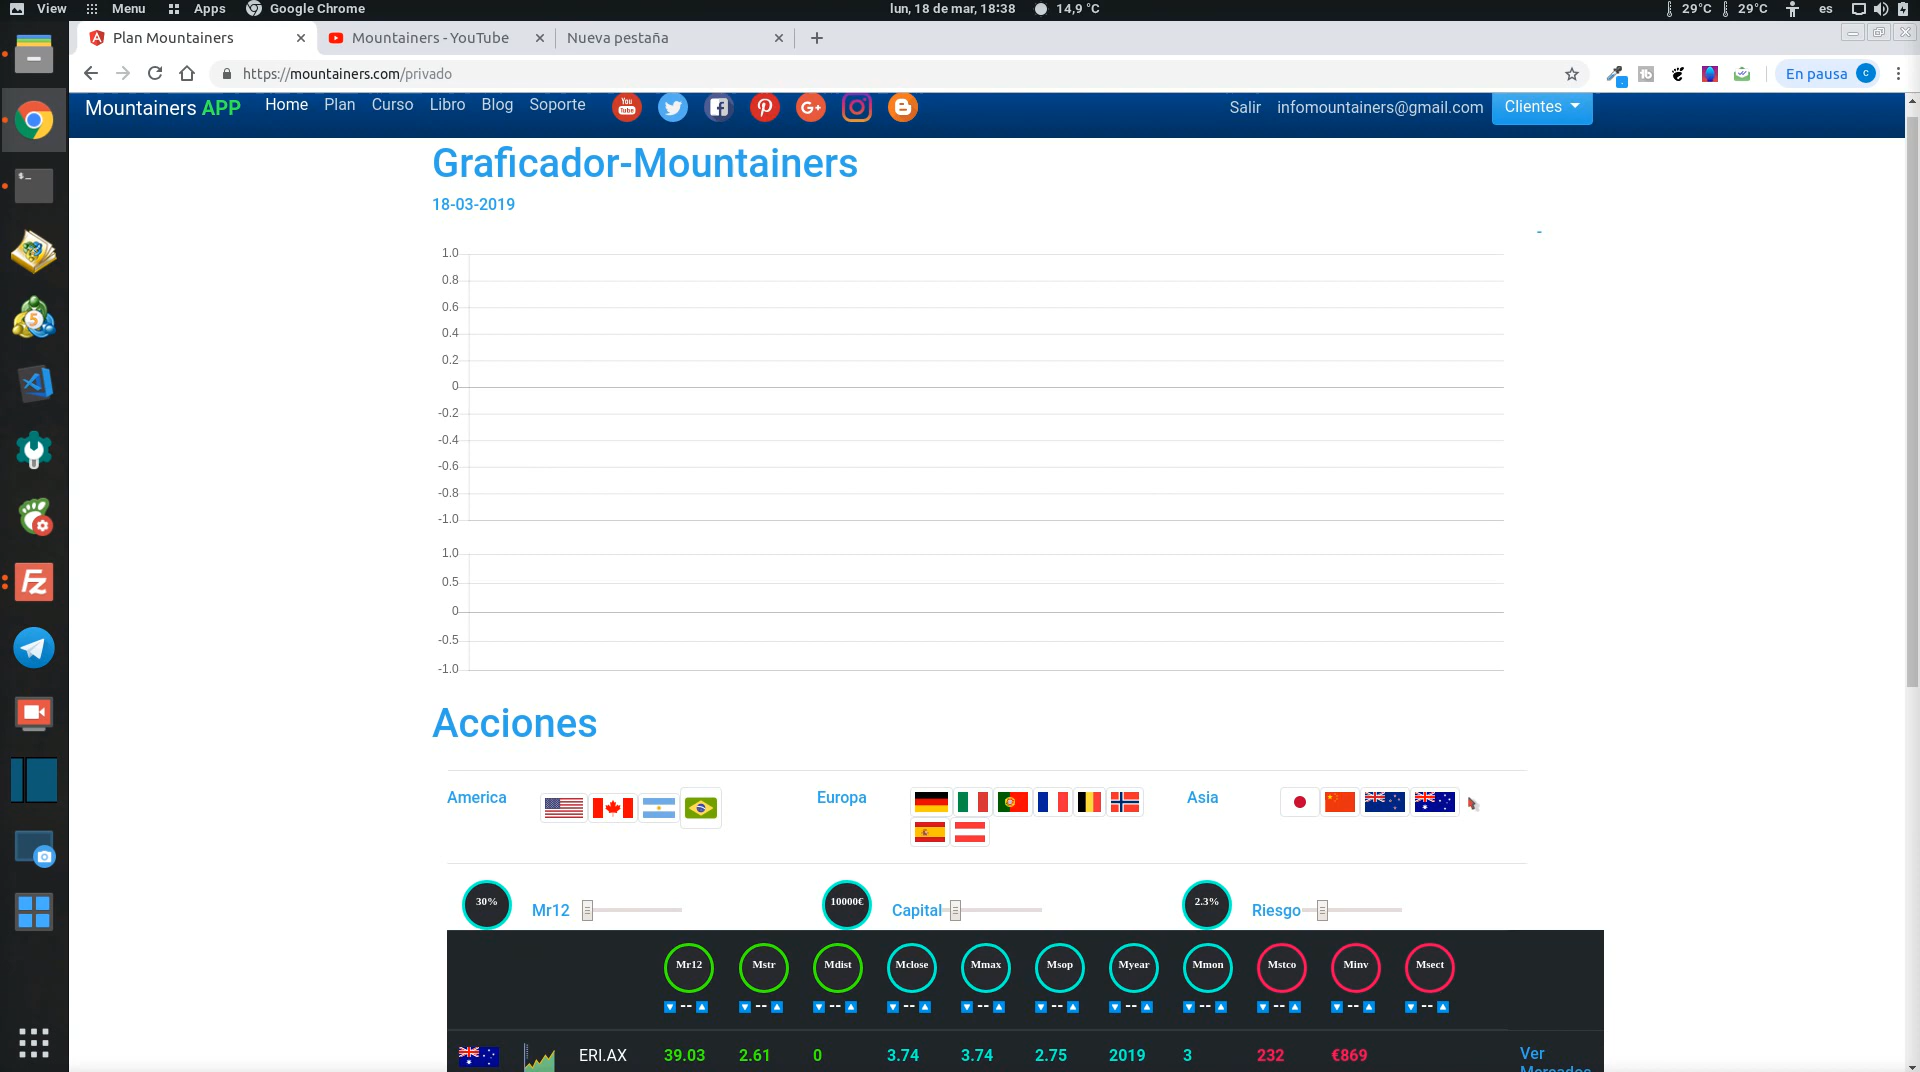 View Menu Apps Google Chrome lun, 18 de mar, 18:38 14,9 °C 29°C 29°C es
Plan Mountainers Mountainers - YouTube Nueva pestaña
https://mountainers.com/privado En pausa C
Mountainers APP Home Plan Curso Libro Blog Soporte Salir infomountainers@gmail.com Clientes
Graficador-Mountainers
18-03-2019
-
1.0
0.8
0.6
0.4
0.2
0
-0.2
-0.4
-0.6
-0.8
-1.0
1.0
0.5
0
-0.5
-1.0
Acciones
America Europa Asia
30% Mr12 10000€ Capital 2.3% Riesgo
Mr12 Mstr Mdist Mclose Mmax Msop Myear Mmon Mstco Minv Msect
-- -- -- -- -- -- -- -- -- -- --
ERI.AX 39.03 2.61 0 3.74 3.74 2.75 2019 3 232 €869 Ver
Mercados